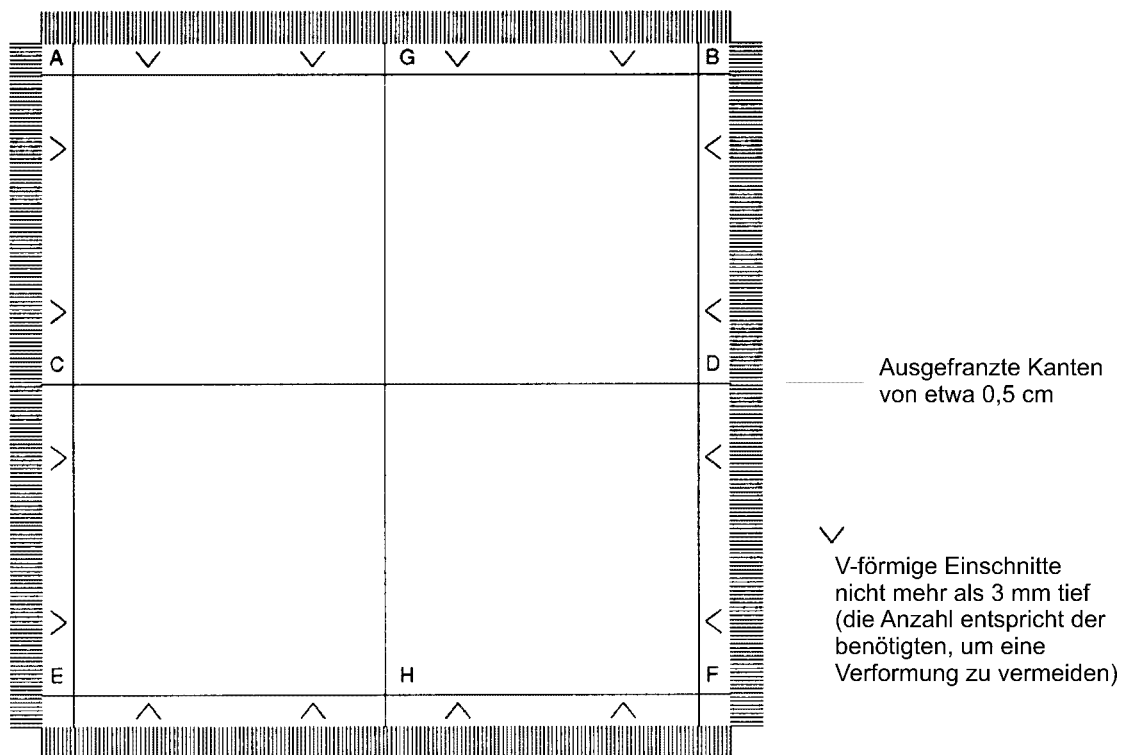 A G B
C D
Ausgefranzte Kanten
von etwa 0,5 cm
V-förmige Einschnitte
nicht mehr als 3 mm tief
(die Anzahl entspricht der
benötigten, um eine
Verformung zu vermeiden)
E H F